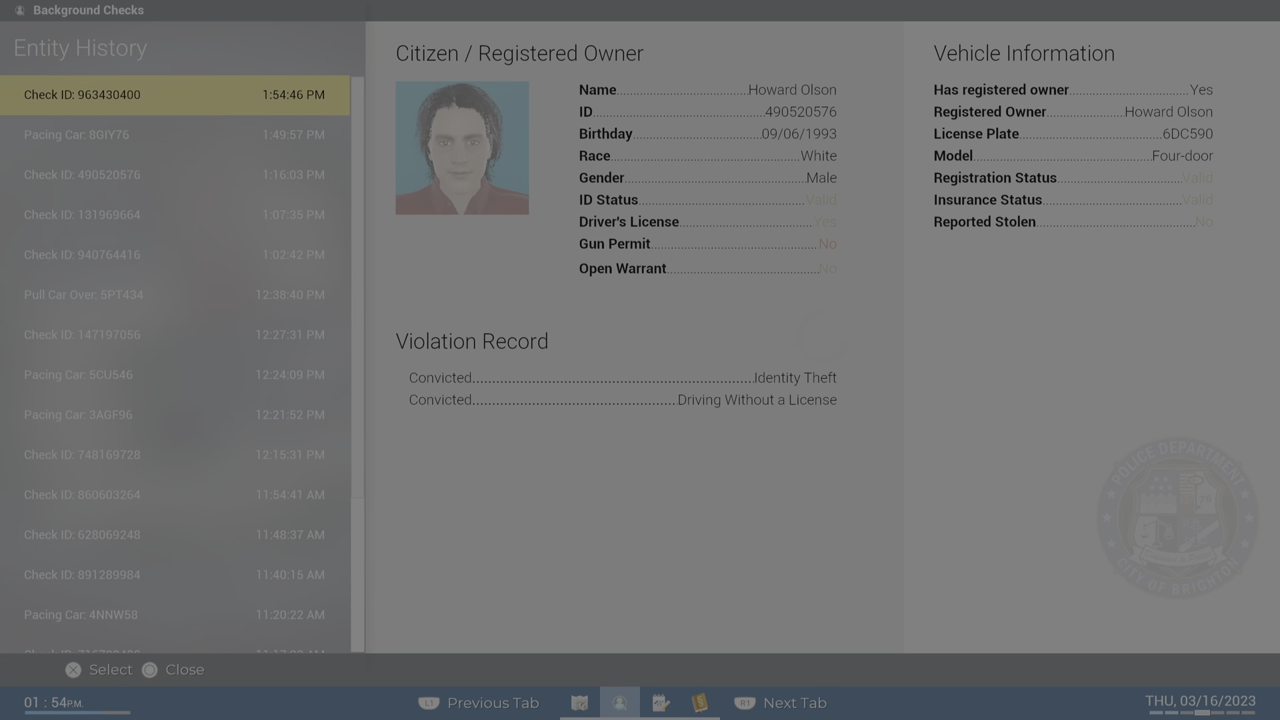 Background Checks
Entity History
Check ID: 963430400 1:54:46 PM
Pacing Car: 8GIY76 1:49:57 PM
Check ID: 490520576 1:16:03 PM
Check ID: 131969664 1:07:36 PM
Check ID: 940764416 1:02:42 PM
Pull Car Over: 5PT434 12:38:40 PM
Check ID: 147197056 12:27:31 PM
Pacing Car: 5CU546 12:24:09 PM
Pacing Car: 3AGF96 12:21:52 PM
Check ID: 748169728 12:15:31 PM
Check ID: 860603264 11:54:41 AM
Check ID: 628069248 11:48:37 AM
Check ID: 891289984 11:40:15 AM
Pacing Car: 4NNW58 11:20:22 AM
Citizen / Registered Owner
Name Howard Olson
ID 490520576
Birthday 09/06/1993
Race White
Gender Male
ID Status Valid
Driver's License Yes
Gun Permit No
Open Warrant No
Violation Record
Convicted Identity Theft
Convicted Driving Without a License
Vehicle Information
Has registered owner Yes
Registered Owner Howard Olson
License Plate 6DC590
Model Four-door
Registration Status Valid
Insurance Status Valid
Reported Stolen No
POLICE DEPARTMENT
CITY OF BRIGHTON
Select Close
01 : 54PM
L1 Previous Tab
R1 Next Tab
THU, 03/16/2023